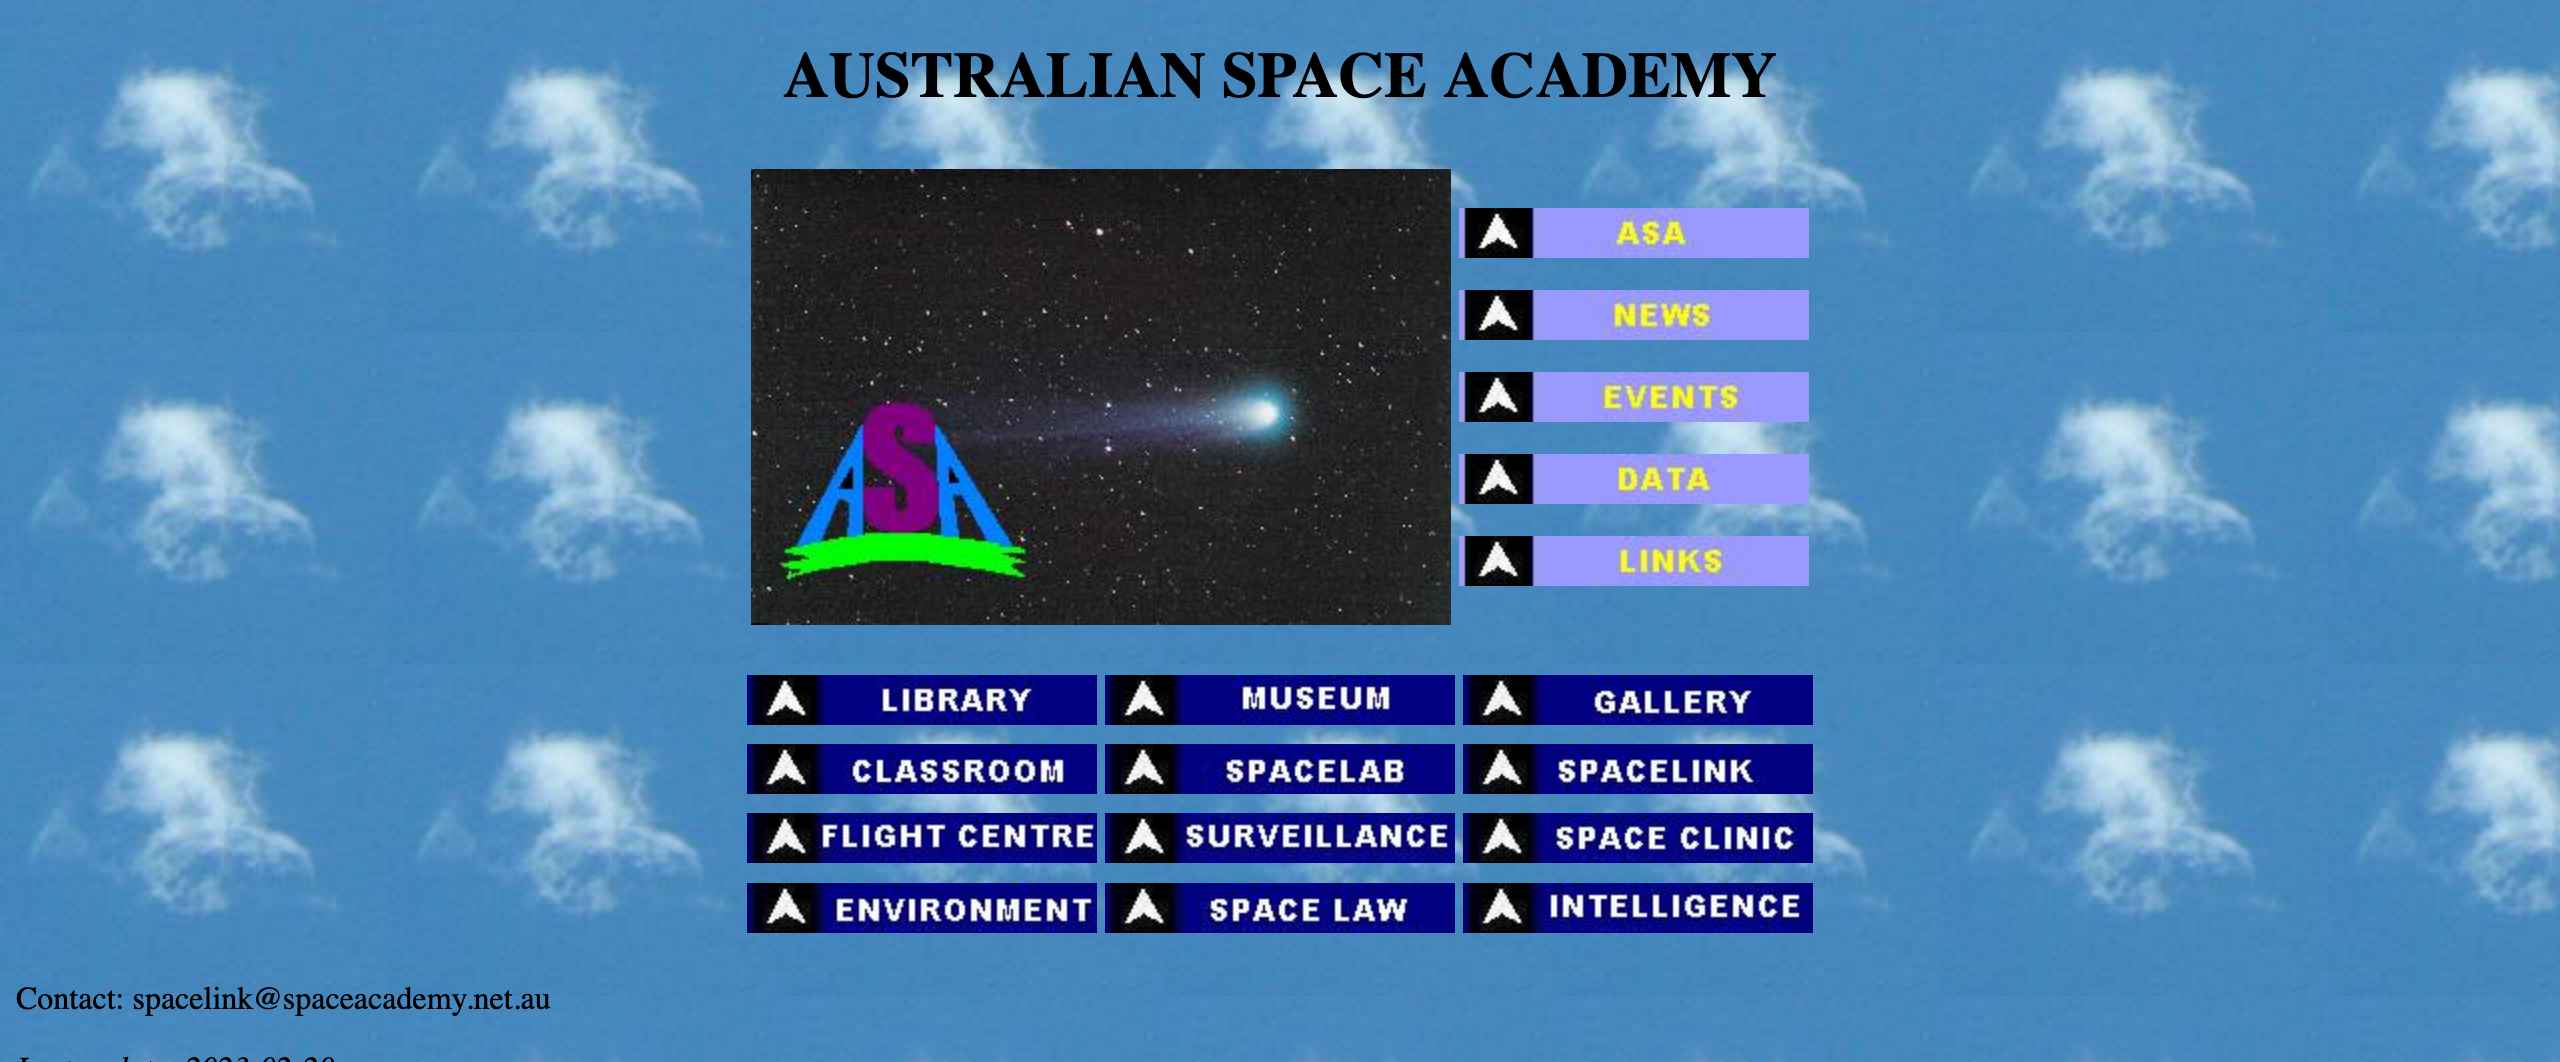 AUSTRALIAN SPACE ACADEMY
ASA
ASA
NEWS
EVENTS
DATA
LINKS
LIBRARY MUSEUM GALLERY
CLASSROOM SPACELAB SPACELINK
FLIGHT CENTRE SURVEILLANCE SPACE CLINIC
ENVIRONMENT SPACE LAW INTELLIGENCE
Contact: spacelink@spaceacademy.net.au